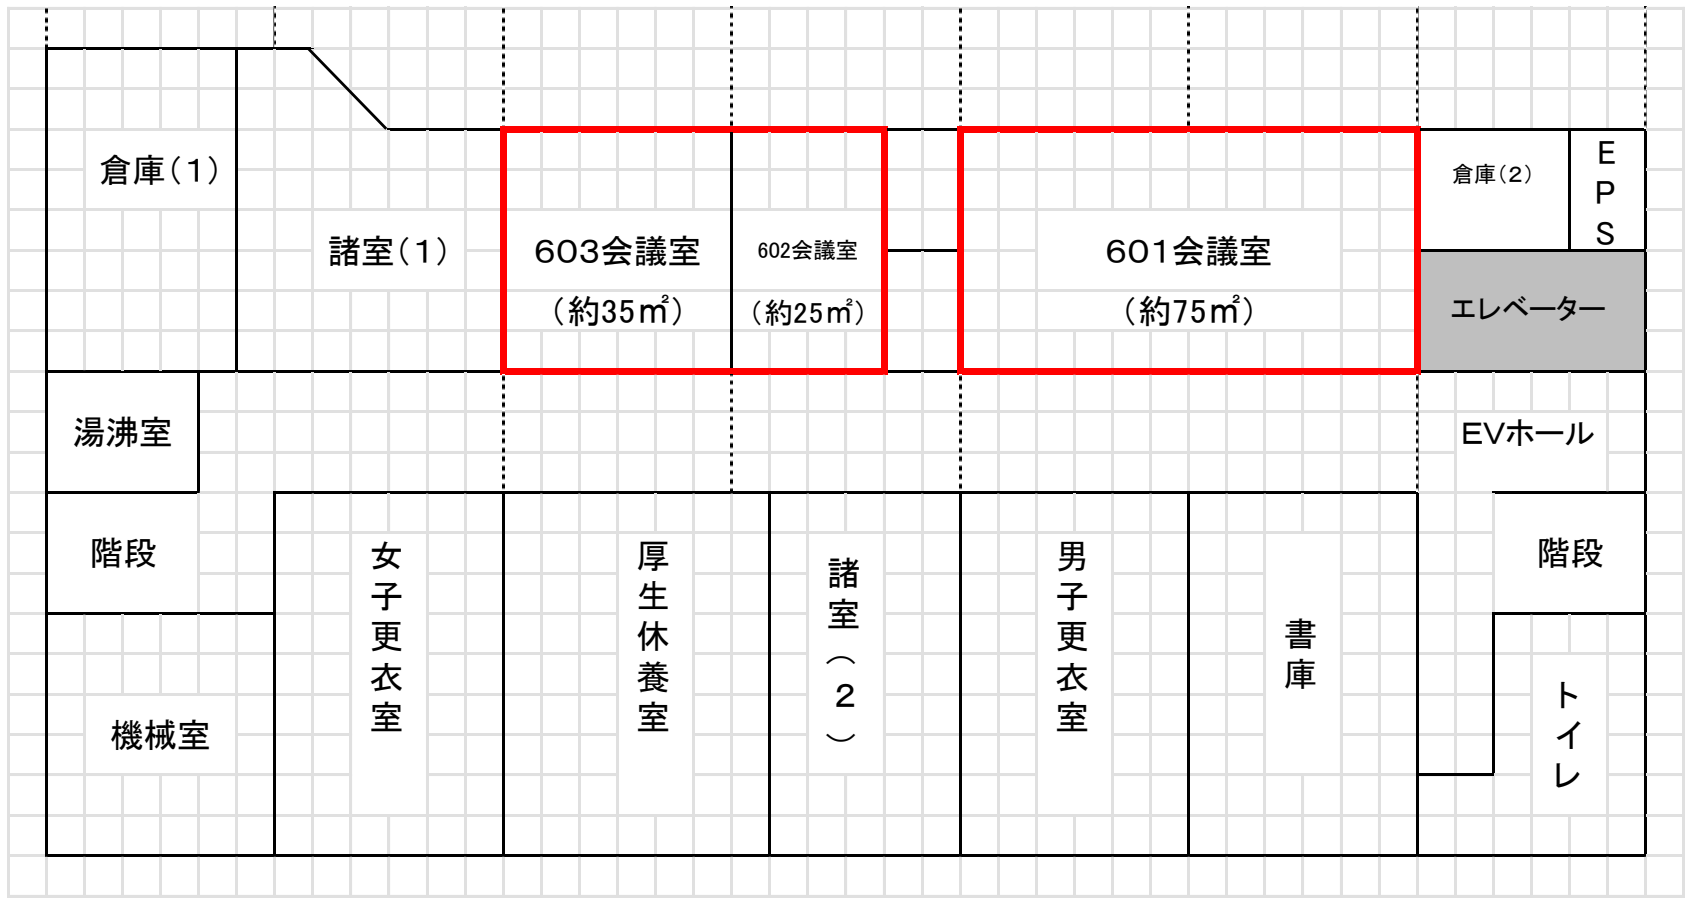 倉庫（１）
諸室（１）
６０３会議室
（約35㎡）
602会議室
（約25㎡）
６０１会議室
（約75㎡）
倉庫（２）
ＥＰＳ
エレベーター
湯沸室
ＥＶホール
階段
女子更衣室
厚生休養室
諸室（２）
男子更衣室
書庫
階段
機械室
トイレ